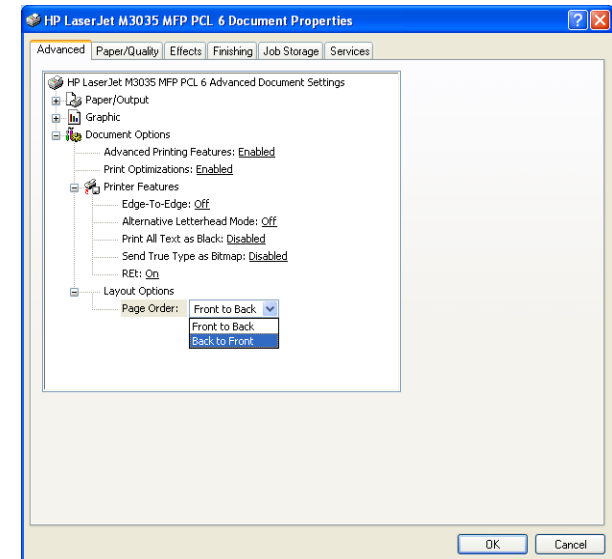 HP LaserJet M3035 MFP PCL 6 Document Properties
Advanced Paper/Quality Effects Finishing Job Storage Services
HP LaserJet M3035 MFP PCL 6 Advanced Document Settings
Paper/Output
Graphic
Document Options
Advanced Printing Features: Enabled
Print Optimizations: Enabled
Printer Features
Edge-To-Edge: Off
Alternative Letterhead Mode: Off
Print All Text as Black: Disabled
Send True Type as Bitmap: Disabled
REt: On
Layout Options
Page Order: Front to Back
Front to Back
Back to Front
OK Cancel